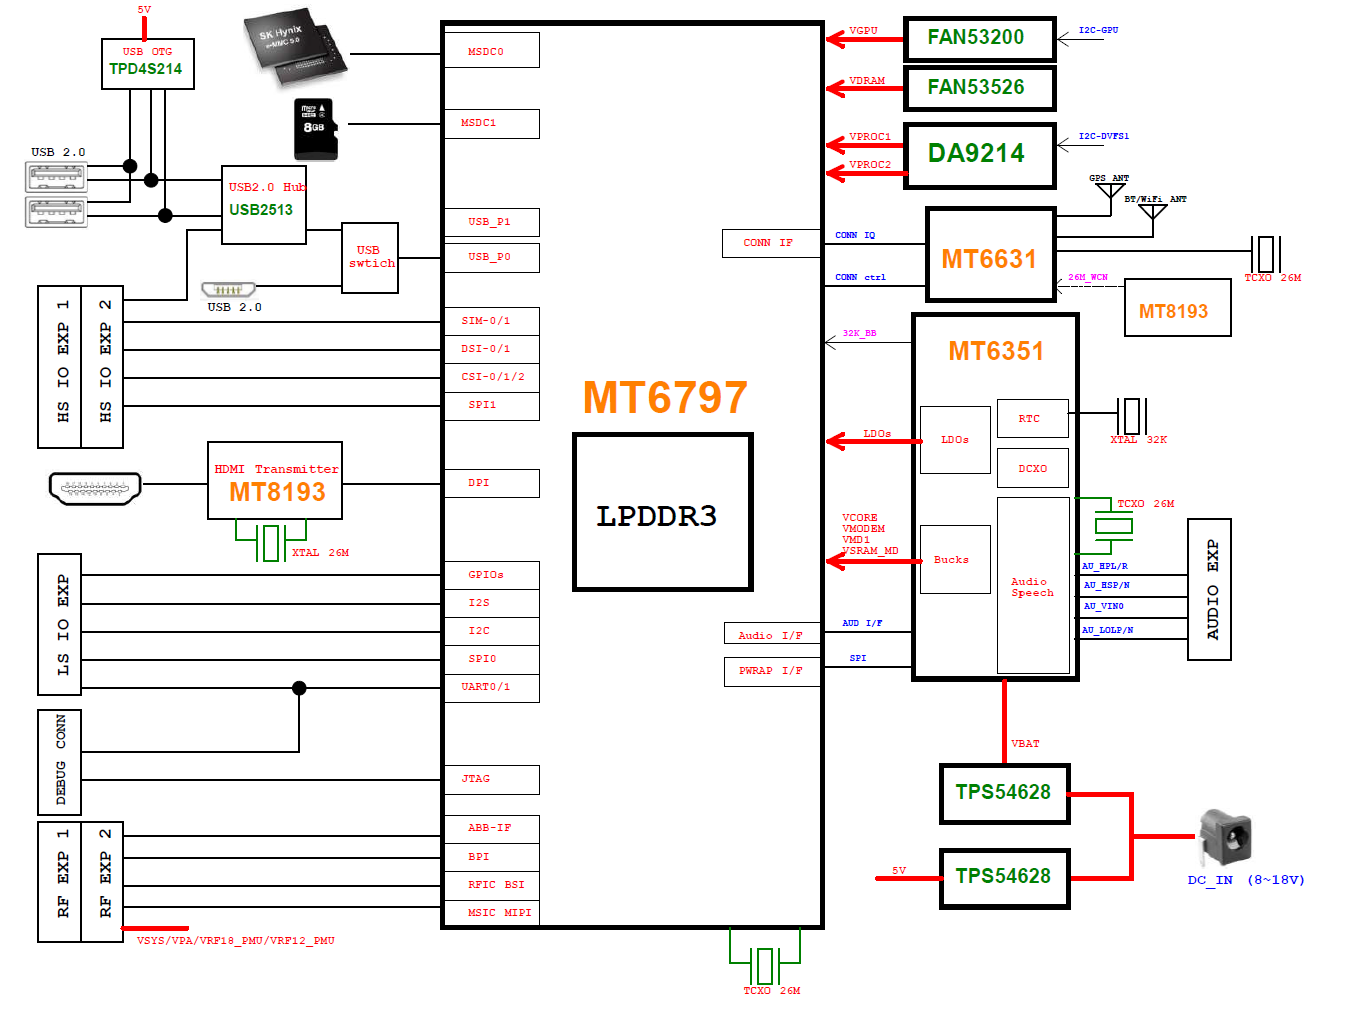 5V
USB OTG
TPD4S214
SK Hynix
e-MMC 5.0
8GB
USB 2.0
USB2.0 Hub
USB2513
USB
swtich
USB 2.0
HS IO EXP 1
HS IO EXP 2
HDMI Transmitter
MT8193
XTAL 26M
LS IO EXP
DEBUG CONN
RF EXP 1
RF EXP 2
VSYS/VPA/VRF18_PMU/VRF12_PMU
MSDC0
MSDC1
USB_P1
USB_P0
SIM-0/1
DSI-0/1
CSI-0/1/2
SPI1
DPI
GPIOs
I2S
I2C
SPI0
UART0/1
JTAG
ABB-IF
BPI
RFIC BSI
MSIC MIPI
MT6797
LPDDR3
CONN IF
Audio I/F
PWRAP I/F
TCXO 26M
VGPU
FAN53200
I2C-GPU
VDRAM
FAN53526
VPROC1
VPROC2
DA9214
I2C-DVFS1
GPS ANT
BT/WiFi ANT
CONN IQ
CONN ctrl
MT6631
TCXO 26M
26M_WCN
MT8193
32K_BB
MT6351
LDOs
LDOs
RTC
XTAL 32K
DCXO
TCXO 26M
VCORE
VMODEM
VMD1
VSRAM_MD
Bucks
Audio
Speech
AU_HPL/R
AU_HSP/N
AU_VIN0
AU_LOLP/N
AUDIO EXP
AUD I/F
SPI
VBAT
TPS54628
5V
TPS54628
DC_IN (8~18V)